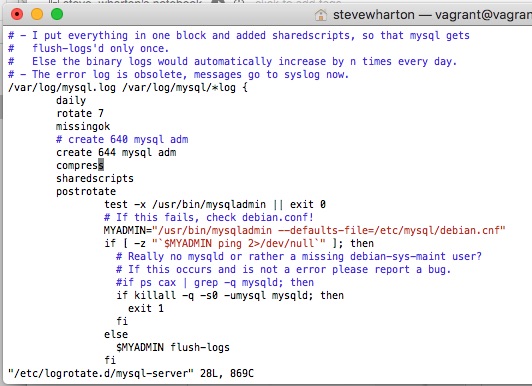 stevewharton — vagrant@vagran
# - I put everything in one block and added sharedscripts, so that mysql gets
#   flush-logs'd only once.
#   Else the binary logs would automatically increase by n times every day.
# - The error log is obsolete, messages go to syslog now.
/var/log/mysql.log /var/log/mysql/*log {
        daily
        rotate 7
        missingok
        # create 640 mysql adm
        create 644 mysql adm
        compress
        sharedscripts
        postrotate
                test -x /usr/bin/mysqladmin || exit 0
                # If this fails, check debian.conf!
                MYADMIN="/usr/bin/mysqladmin --defaults-file=/etc/mysql/debian.cnf"
                if [ -z "`$MYADMIN ping 2>/dev/null`" ]; then
                  # Really no mysqld or rather a missing debian-sys-maint user?
                  # If this occurs and is not a error please report a bug.
                  #if ps cax | grep -q mysqld; then
                  if killall -q -s0 -umysql mysqld; then
                    exit 1
                  fi
                else
                  $MYADMIN flush-logs
                fi
"/etc/logrotate.d/mysql-server" 28L, 869C